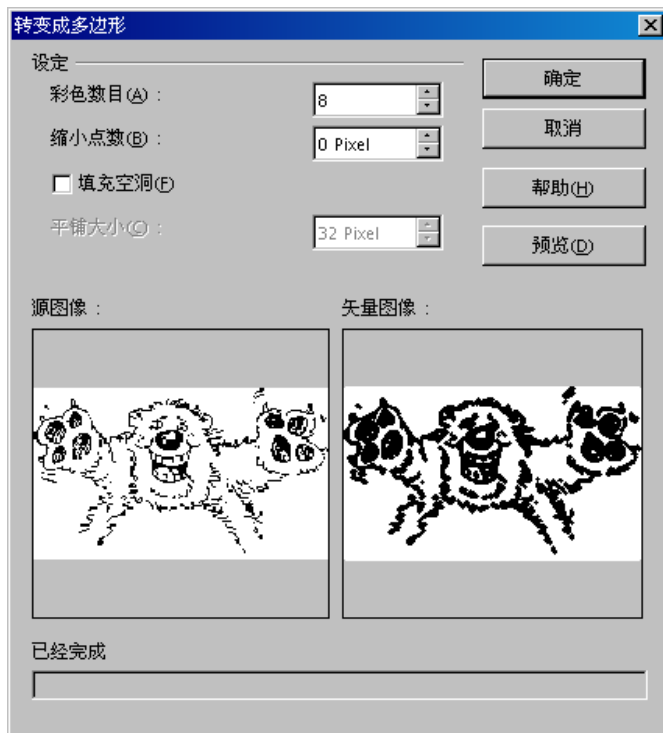 转变成多边形
设定
彩色数目(A)： 8
缩小点数(B)： 0 Pixel
填充空洞(F)
平铺大小(C)： 32 Pixel
确定
取消
帮助(H)
预览(D)
源图像：
矢量图像：
已经完成